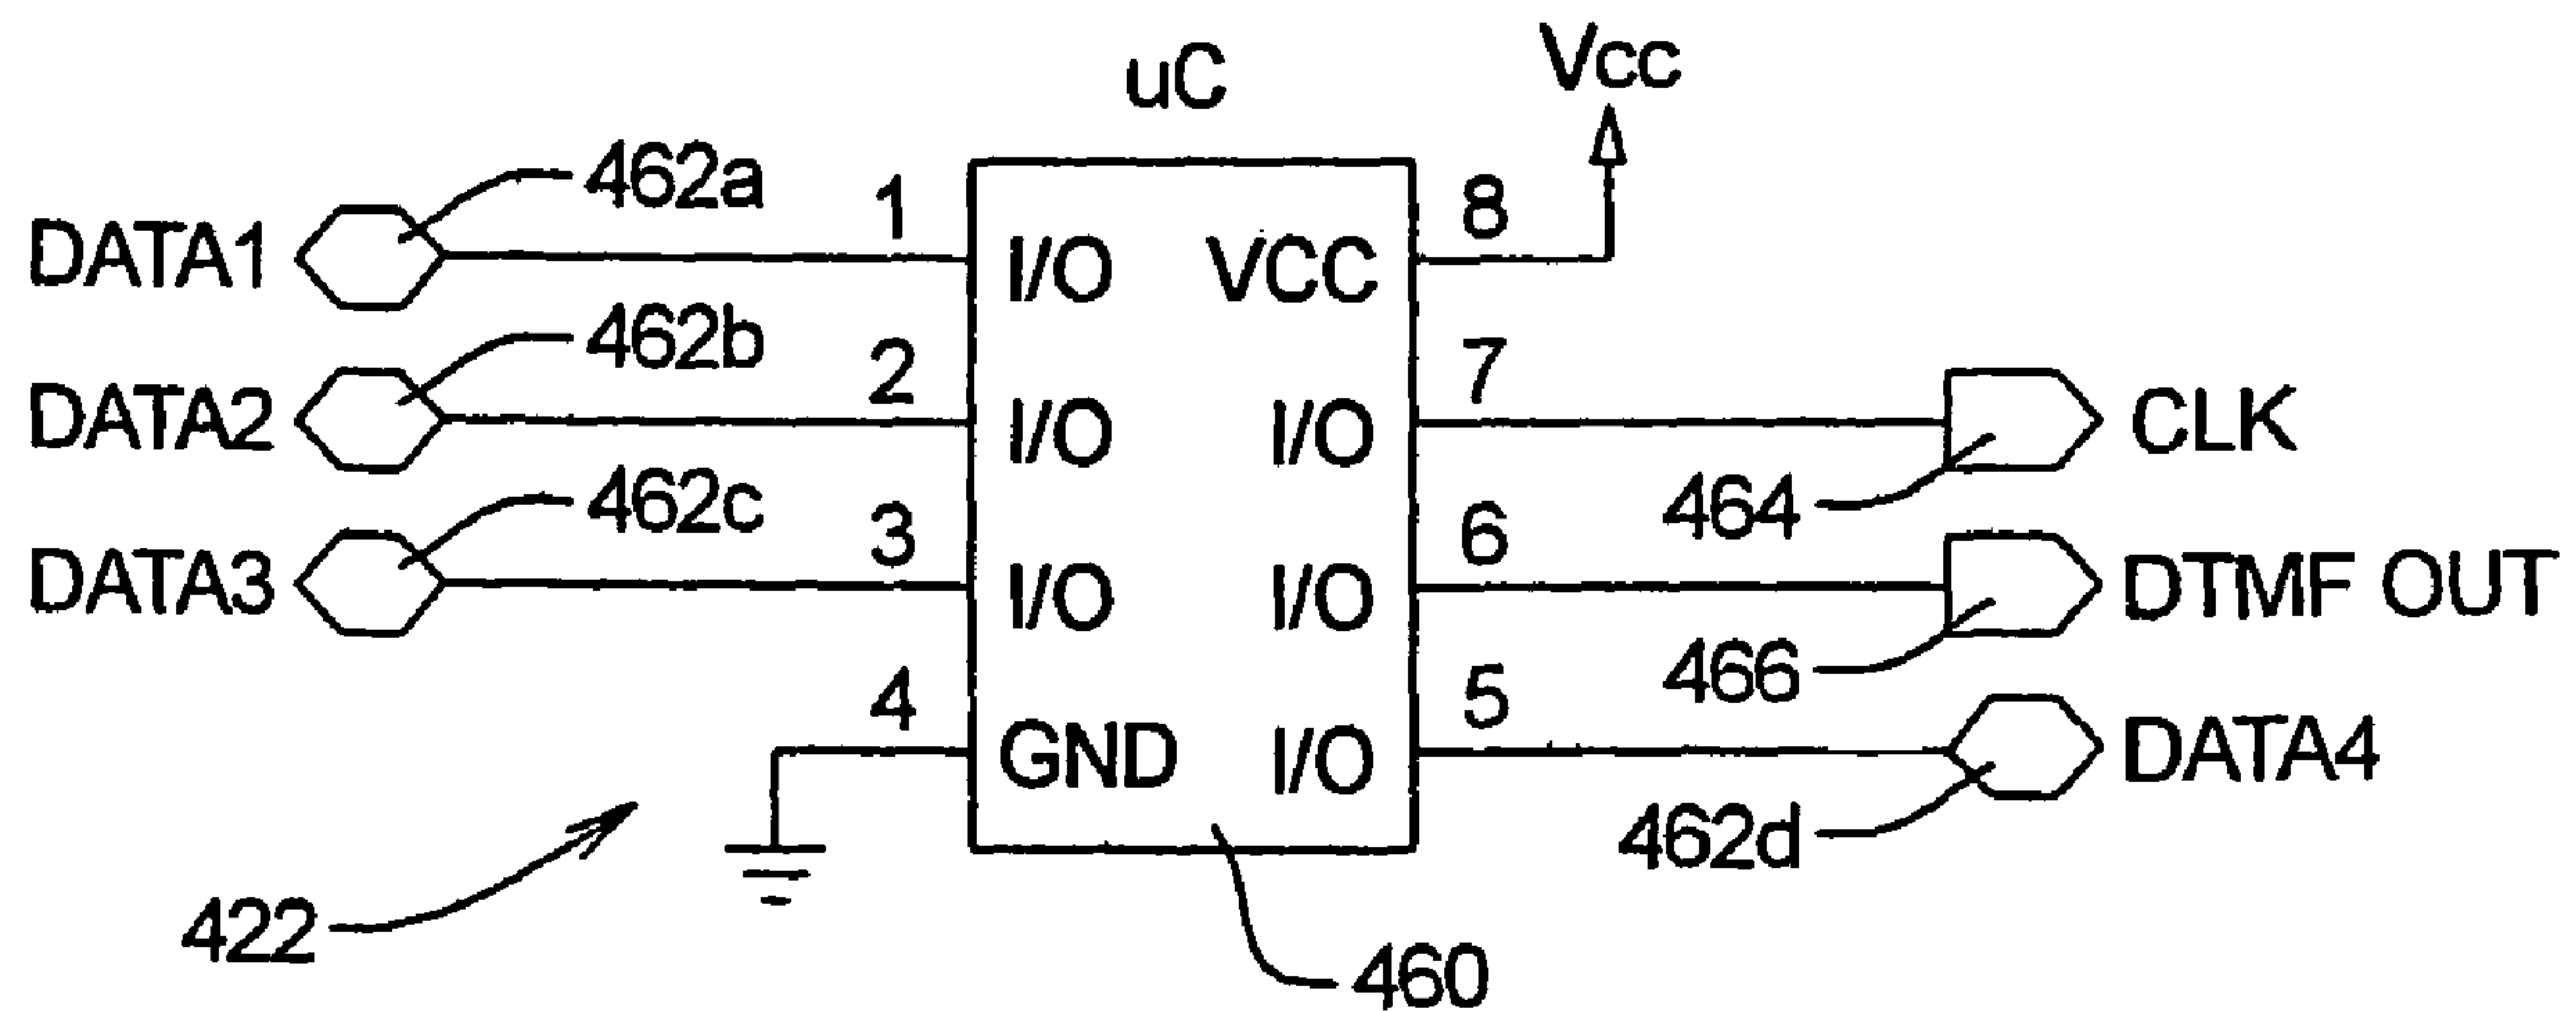 uC Vcc
462a 1 8
DATA1 I/O VCC
462b 2 7
DATA2 I/O I/O CLK
462c 3 464 6
DATA3 I/O I/O DTMF OUT
4 466 5
GND I/O DATA4
462d
422
460